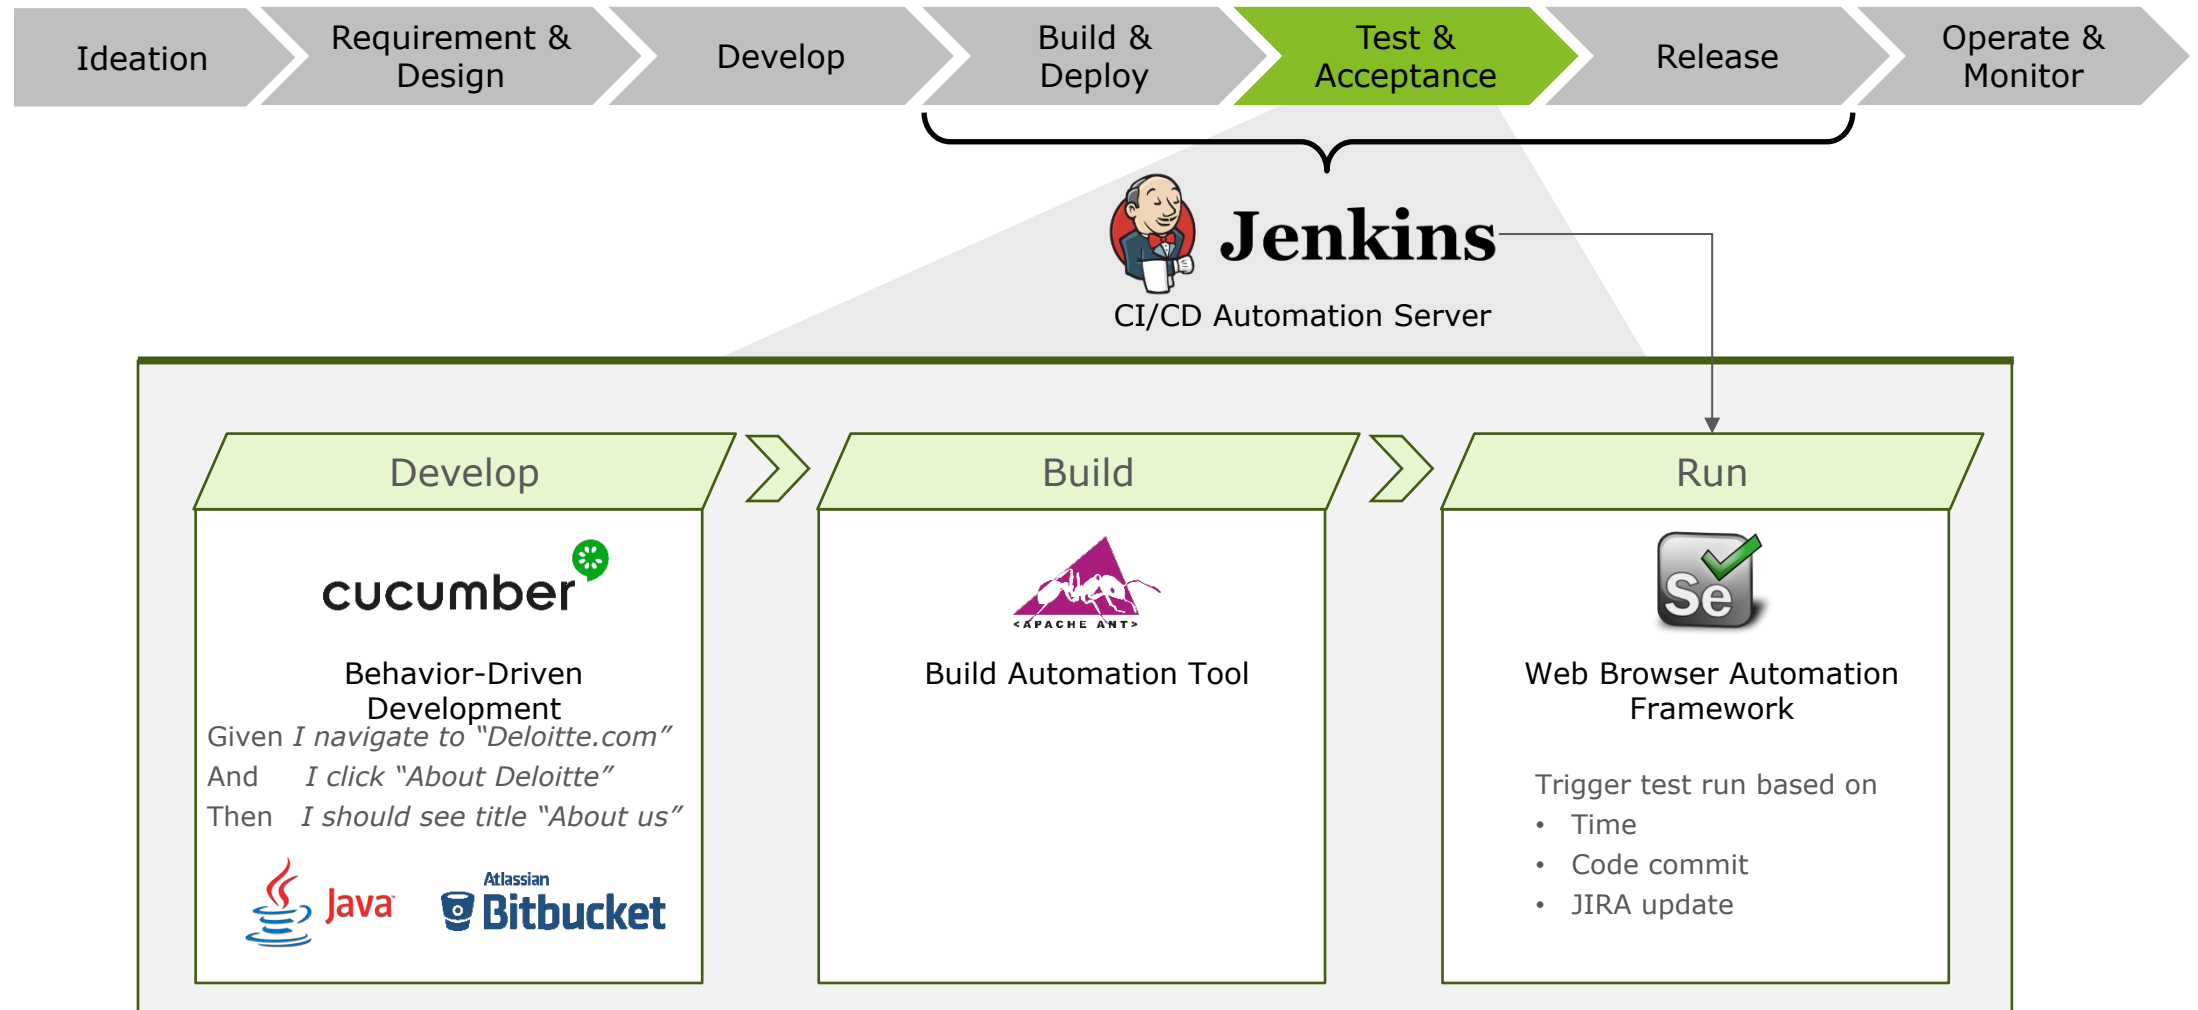 Ideation
Requirement &
Design
Develop
Build &
Deploy
Test &
Acceptance
Release
Operate &
Monitor
Jenkins
CI/CD Automation Server
Develop
Build
Run
cucumber
Behavior-Driven
Development
Given I navigate to “Deloitte.com”
And I click “About Deloitte”
Then I should see title “About us”
Java
Atlassian
Bitbucket
<APACHE ANT>
Build Automation Tool
Se
Web Browser Automation
Framework
Trigger test run based on
• Time
• Code commit
• JIRA update